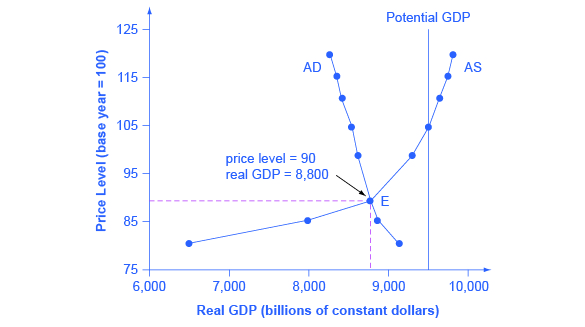 Potential GDP
125
AD
AS
115
105
price level = 90
real GDP = 8,800
95
E
85
75
6,000
7,000
8,000
9,000
10,000
Price Level (base year = 100)
Real GDP (billions of constant dollars)